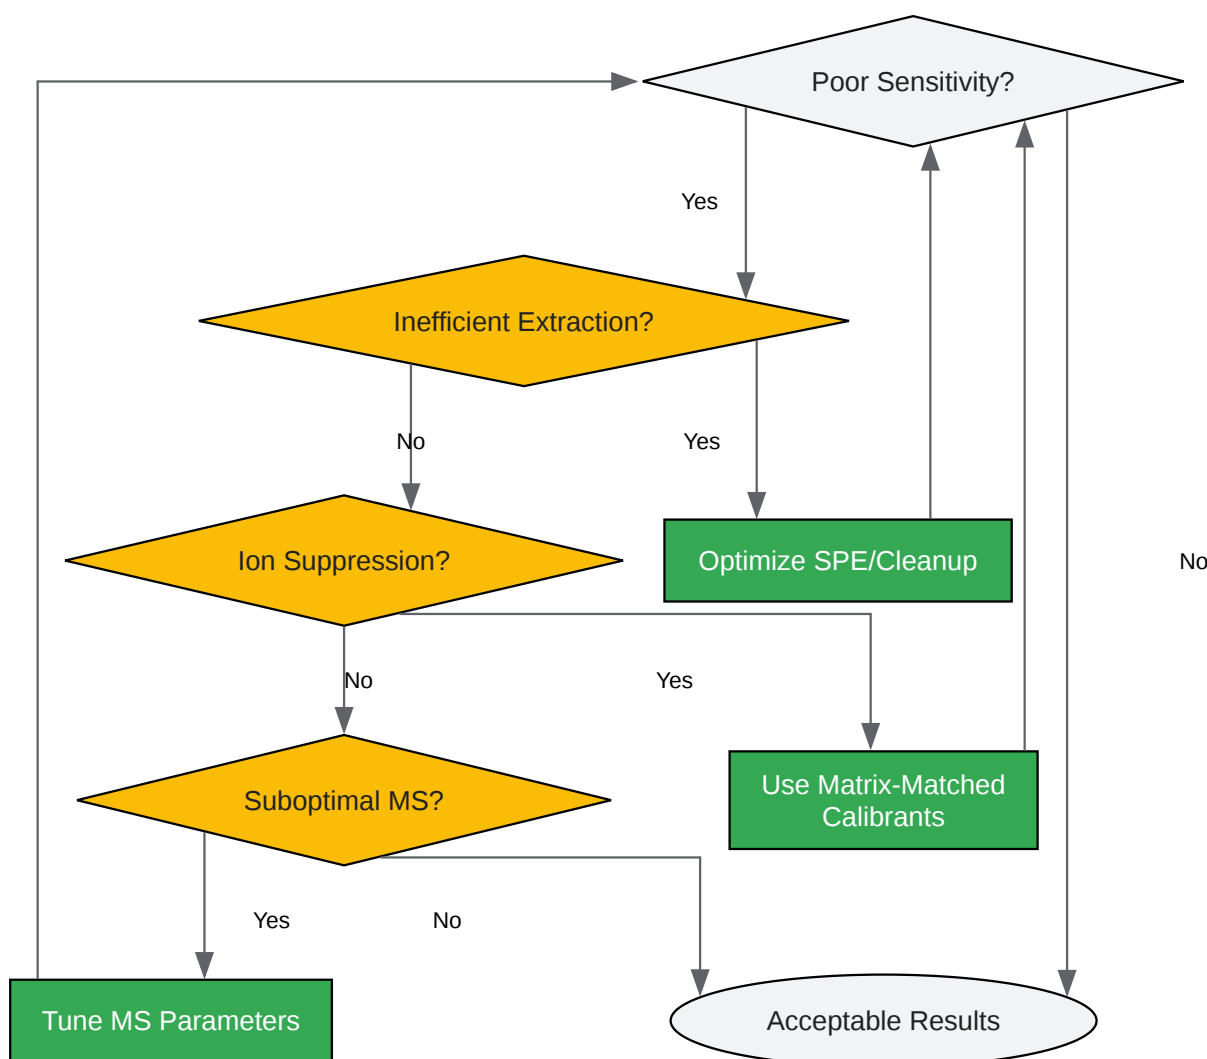 Poor Sensitivity?
Yes
Inefficient Extraction?
No
Yes
Ion Suppression?
Optimize SPE/Cleanup
No
No
Yes
Suboptimal MS?
Use Matrix-Matched
Calibrants
Yes
No
Tune MS Parameters
Acceptable Results